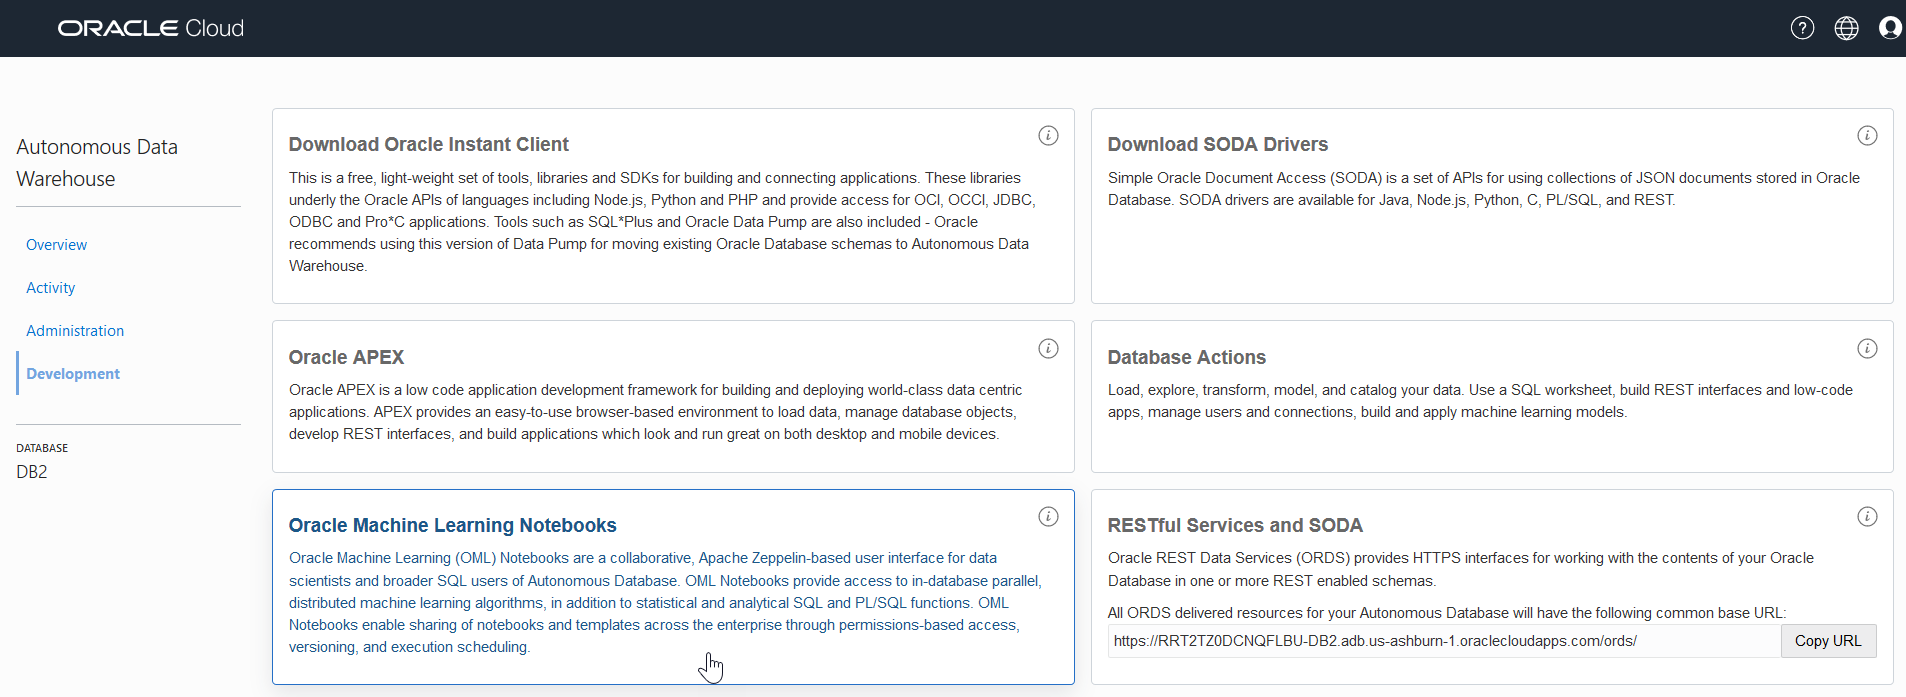 ORACLE Cloud
Autonomous Data
Warehouse
Overview
Activity
Administration
Development
DATABASE
DB2
Download Oracle Instant Client
This is a free, light-weight set of tools, libraries and SDKs for building and connecting applications. These libraries
underly the Oracle APIs of languages including Node.js, Python and PHP and provide access for OCI, OCCI, JDBC,
ODBC and Pro*C applications. Tools such as SQL*Plus and Oracle Data Pump are also included - Oracle
recommends using this version of Data Pump for moving existing Oracle Database schemas to Autonomous Data
Warehouse.
Download SODA Drivers
Simple Oracle Document Access (SODA) is a set of APIs for using collections of JSON documents stored in Oracle
Database. SODA drivers are available for Java, Node.js, Python, C, PL/SQL, and REST.
Oracle APEX
Oracle APEX is a low code application development framework for building and deploying world-class data centric
applications. APEX provides an easy-to-use browser-based environment to load data, manage database objects,
develop REST interfaces, and build applications which look and run great on both desktop and mobile devices.
Database Actions
Load, explore, transform, model, and catalog your data. Use a SQL worksheet, build REST interfaces and low-code
apps, manage users and connections, build and apply machine learning models.
Oracle Machine Learning Notebooks
Oracle Machine Learning (OML) Notebooks are a collaborative, Apache Zeppelin-based user interface for data
scientists and broader SQL users of Autonomous Database. OML Notebooks provide access to in-database parallel,
distributed machine learning algorithms, in addition to statistical and analytical SQL and PL/SQL functions. OML
Notebooks enable sharing of notebooks and templates across the enterprise through permissions-based access,
versioning, and execution scheduling.
RESTful Services and SODA
Oracle REST Data Services (ORDS) provides HTTPS interfaces for working with the contents of your Oracle
Database in one or more REST enabled schemas.
All ORDS delivered resources for your Autonomous Database will have the following common base URL:
https://RRT2TZ0DCNQFLBU-DB2.adb.us-ashburn-1.oraclecloudapps.com/ords/
Copy URL